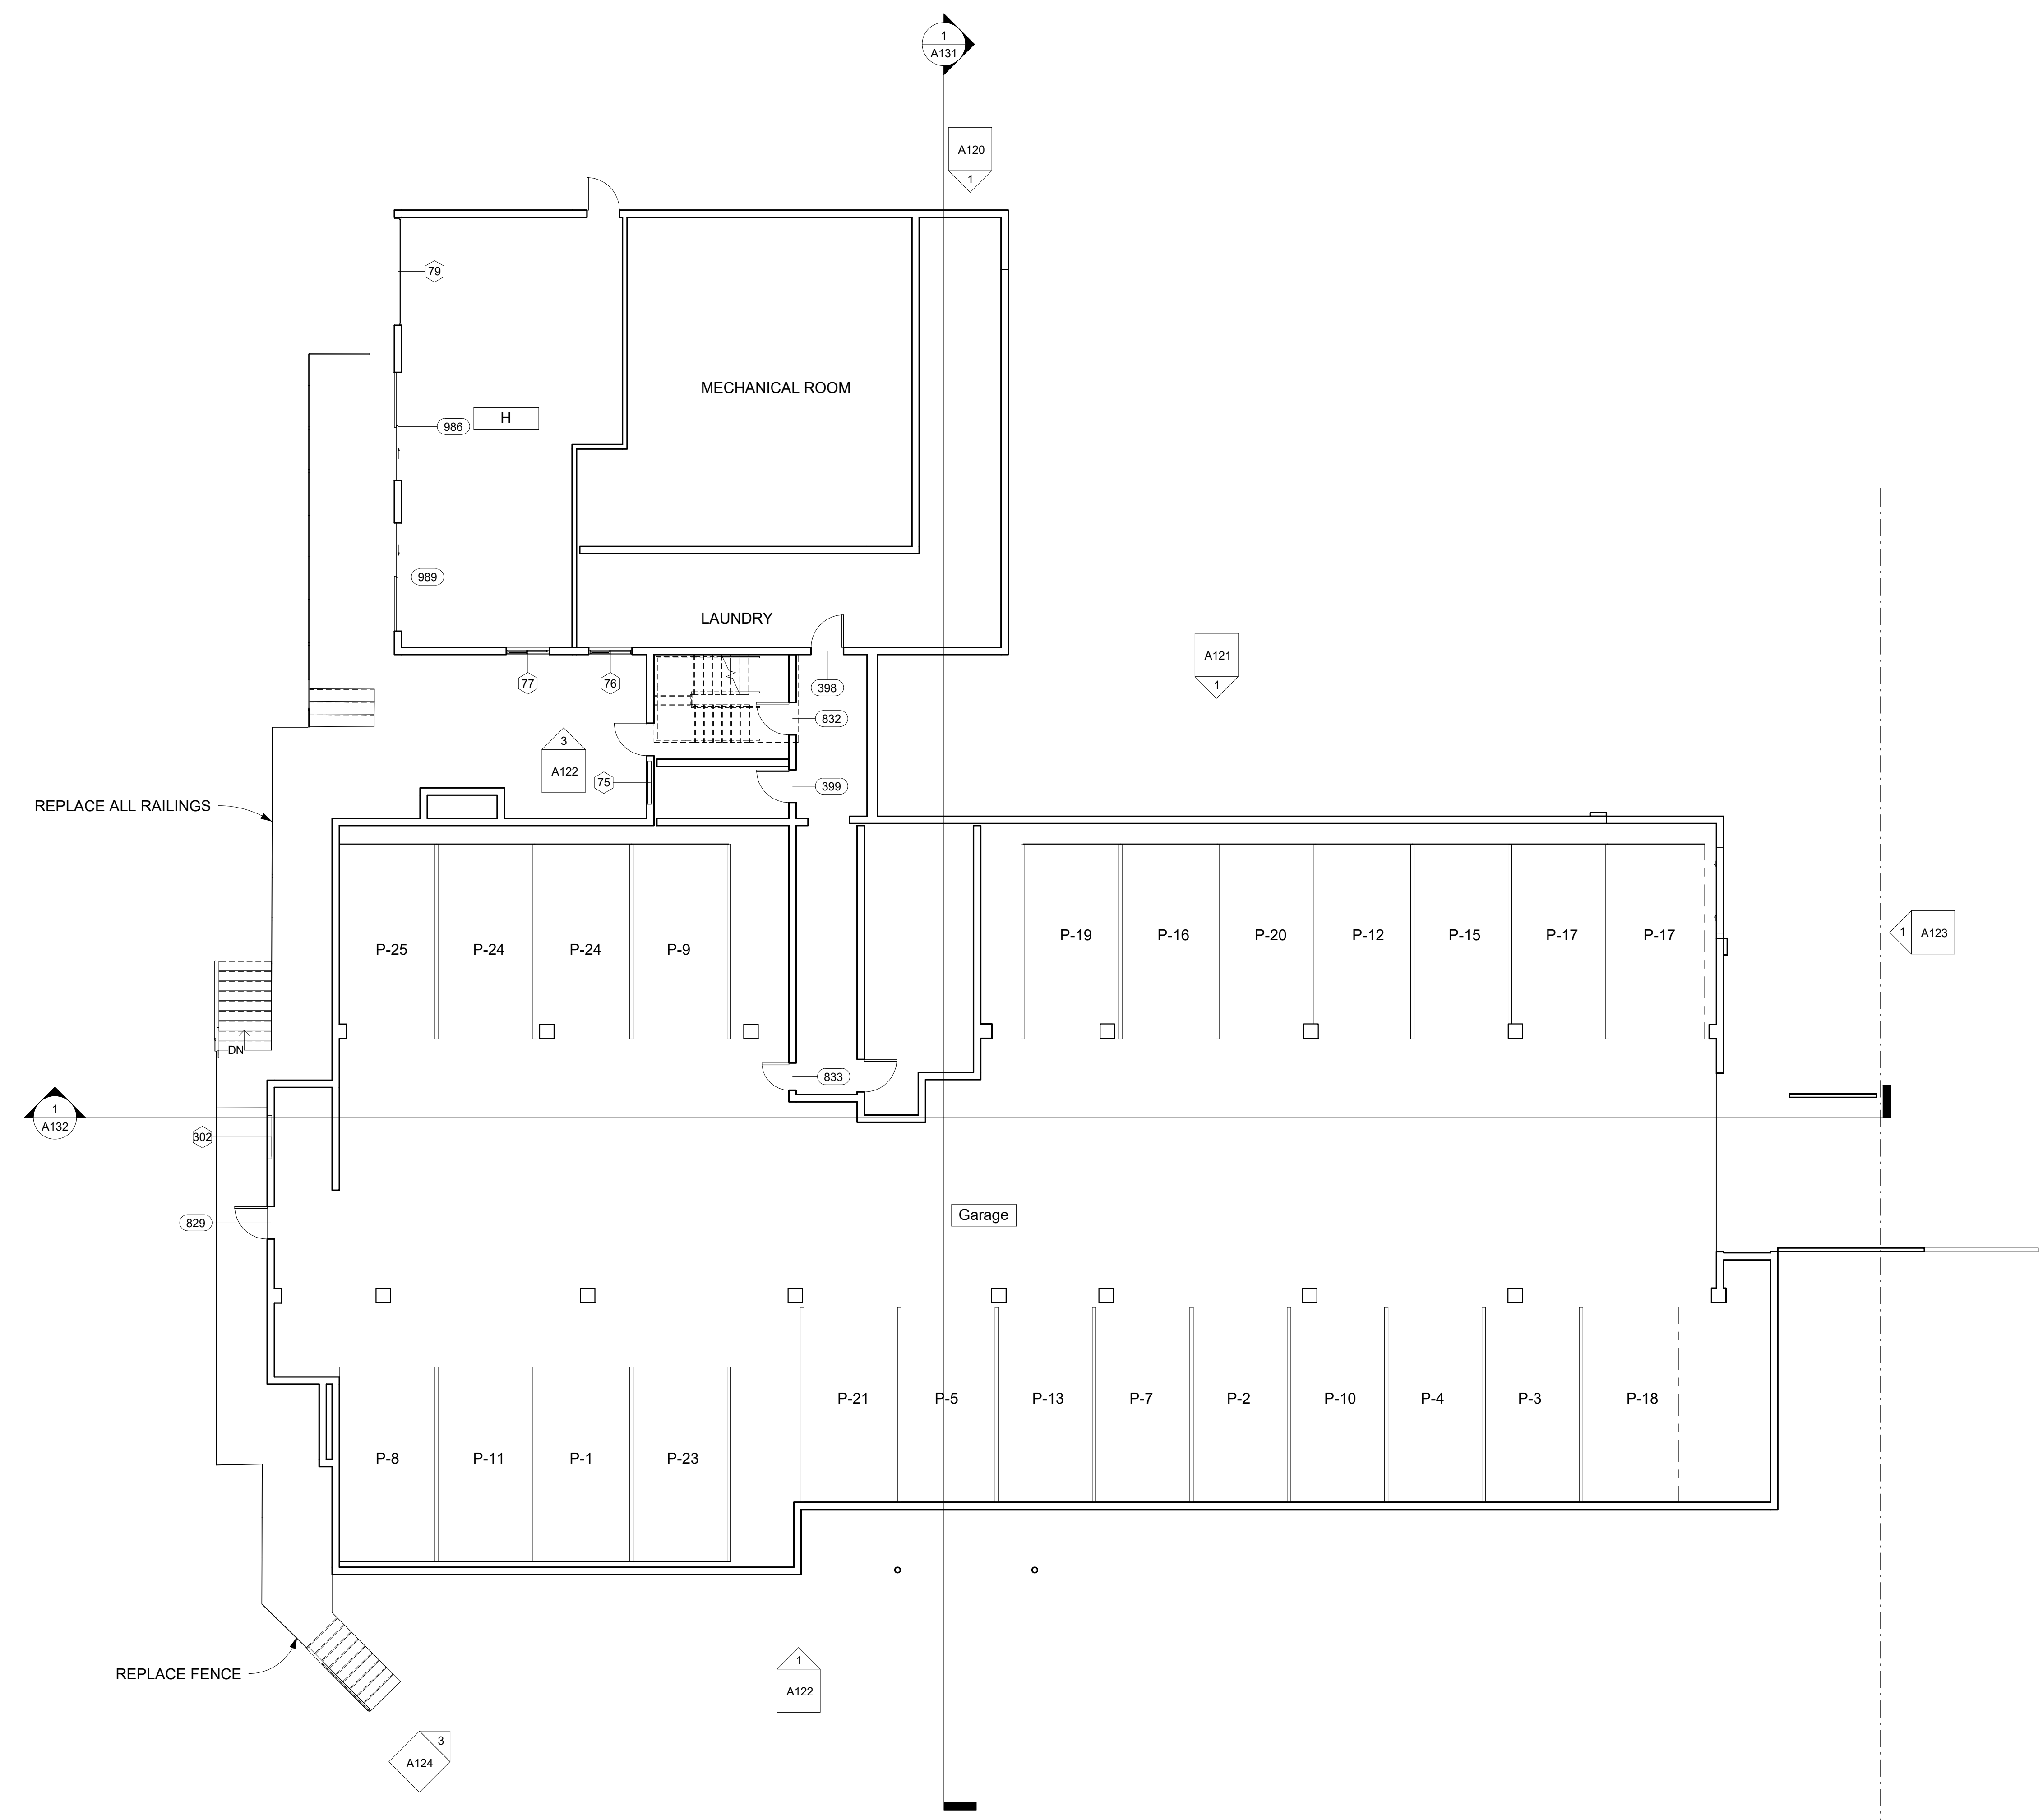 1
A131
A120
1
79
MECHANICAL ROOM
H
986
989
LAUNDRY
A121
1
77
76
398
832
3
A122
75
399
REPLACE ALL RAILINGS
P-25
P-24
P-24
P-9
P-19
P-16
P-20
P-12
P-15
P-17
P-17
1
A123
DN
833
1
A132
302
829
Garage
P-21
P-5
P-13
P-7
P-2
P-10
P-4
P-3
P-18
P-8
P-11
P-1
P-23
REPLACE FENCE
1
A122
3
A124